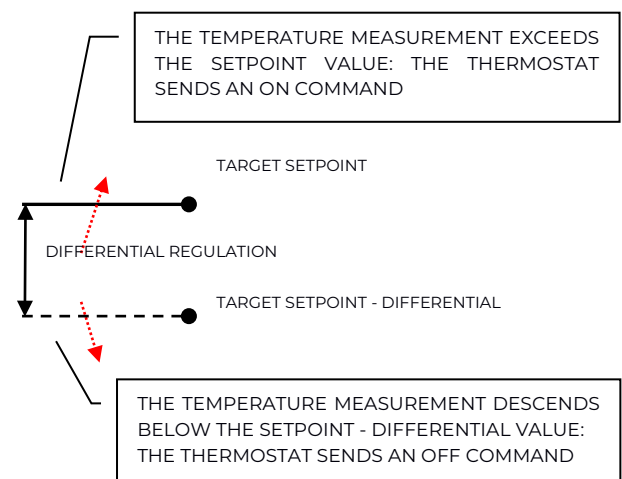 THE TEMPERATURE MEASUREMENT EXCEEDS
THE SETPOINT VALUE: THE THERMOSTAT
SENDS AN ON COMMAND
TARGET SETPOINT
DIFFERENTIAL REGULATION
TARGET SETPOINT - DIFFERENTIAL
THE TEMPERATURE MEASUREMENT DESCENDS
BELOW THE SETPOINT - DIFFERENTIAL VALUE:
THE THERMOSTAT SENDS AN OFF COMMAND